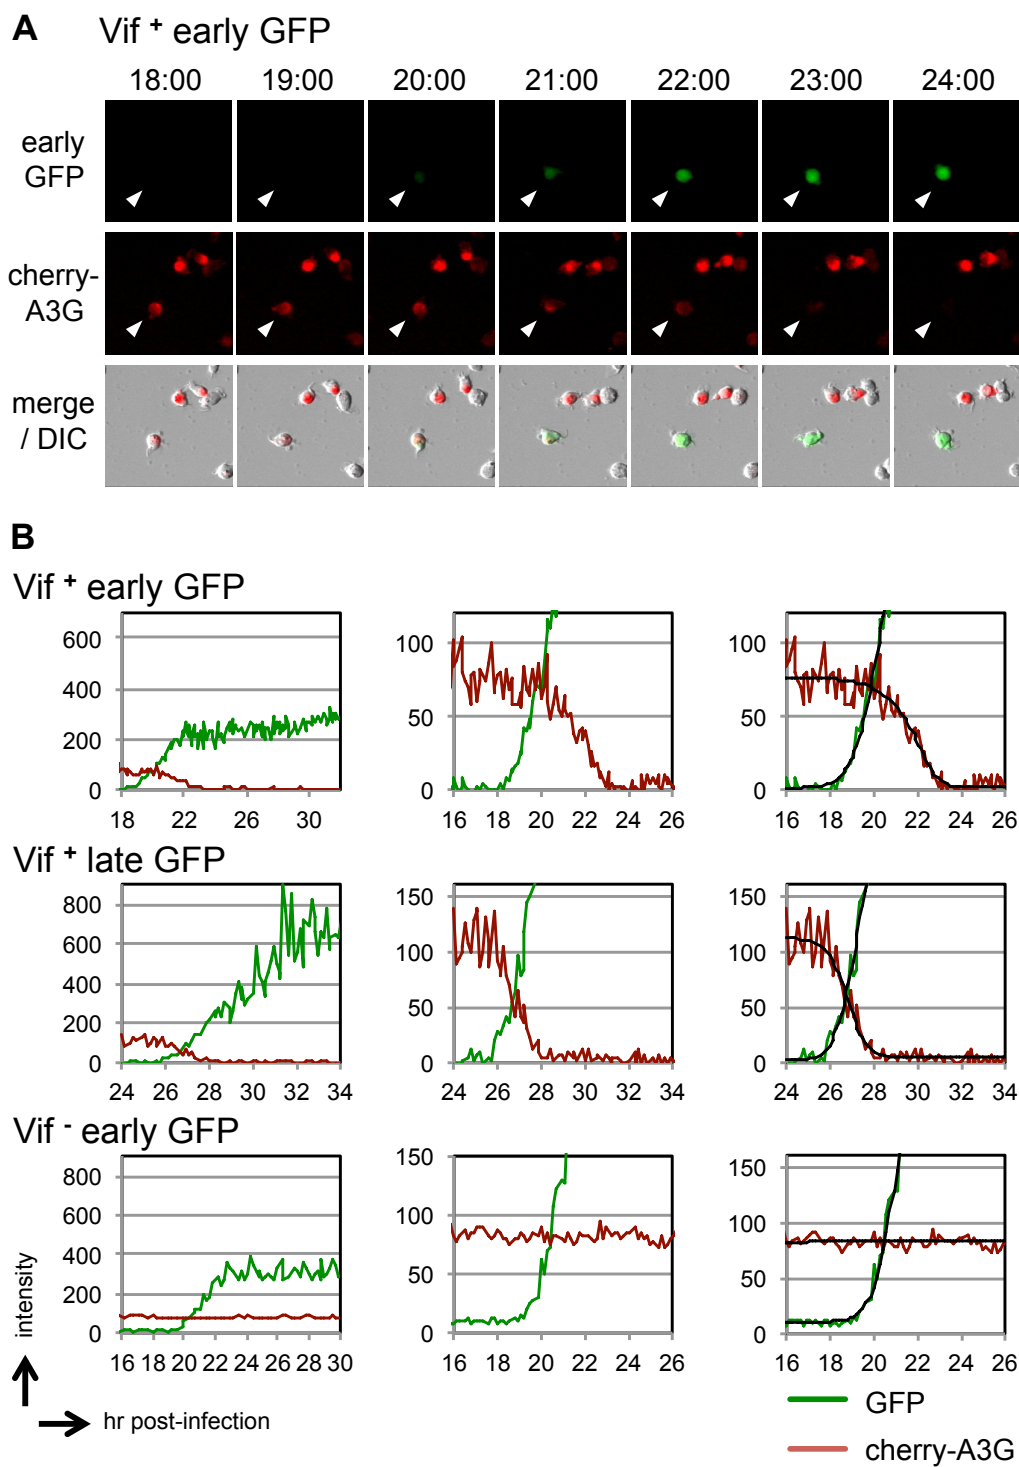 A Vif + early GFP
18:00 19:00 20:00 21:00 22:00 23:00 24:00
early
GFP
cherry-
A3G
merge
/ DIC
B
Vif + early GFP
600
400
200
0
18 22 26 30
100
50
0
16 18 20 22 24 26
100
50
0
16 18 20 22 24 26
Vif + late GFP
800
600
400
200
0
24 26 28 30 32 34
150
100
50
0
24 26 28 30 32 34
150
100
50
0
24 26 28 30 32 34
Vif - early GFP
800
600
400
200
0
16 18 20 22 24 26 28 30
150
100
50
0
16 18 20 22 24 26
150
100
50
0
16 18 20 22 24 26
intensity
hr post-infection
GFP
cherry-A3G